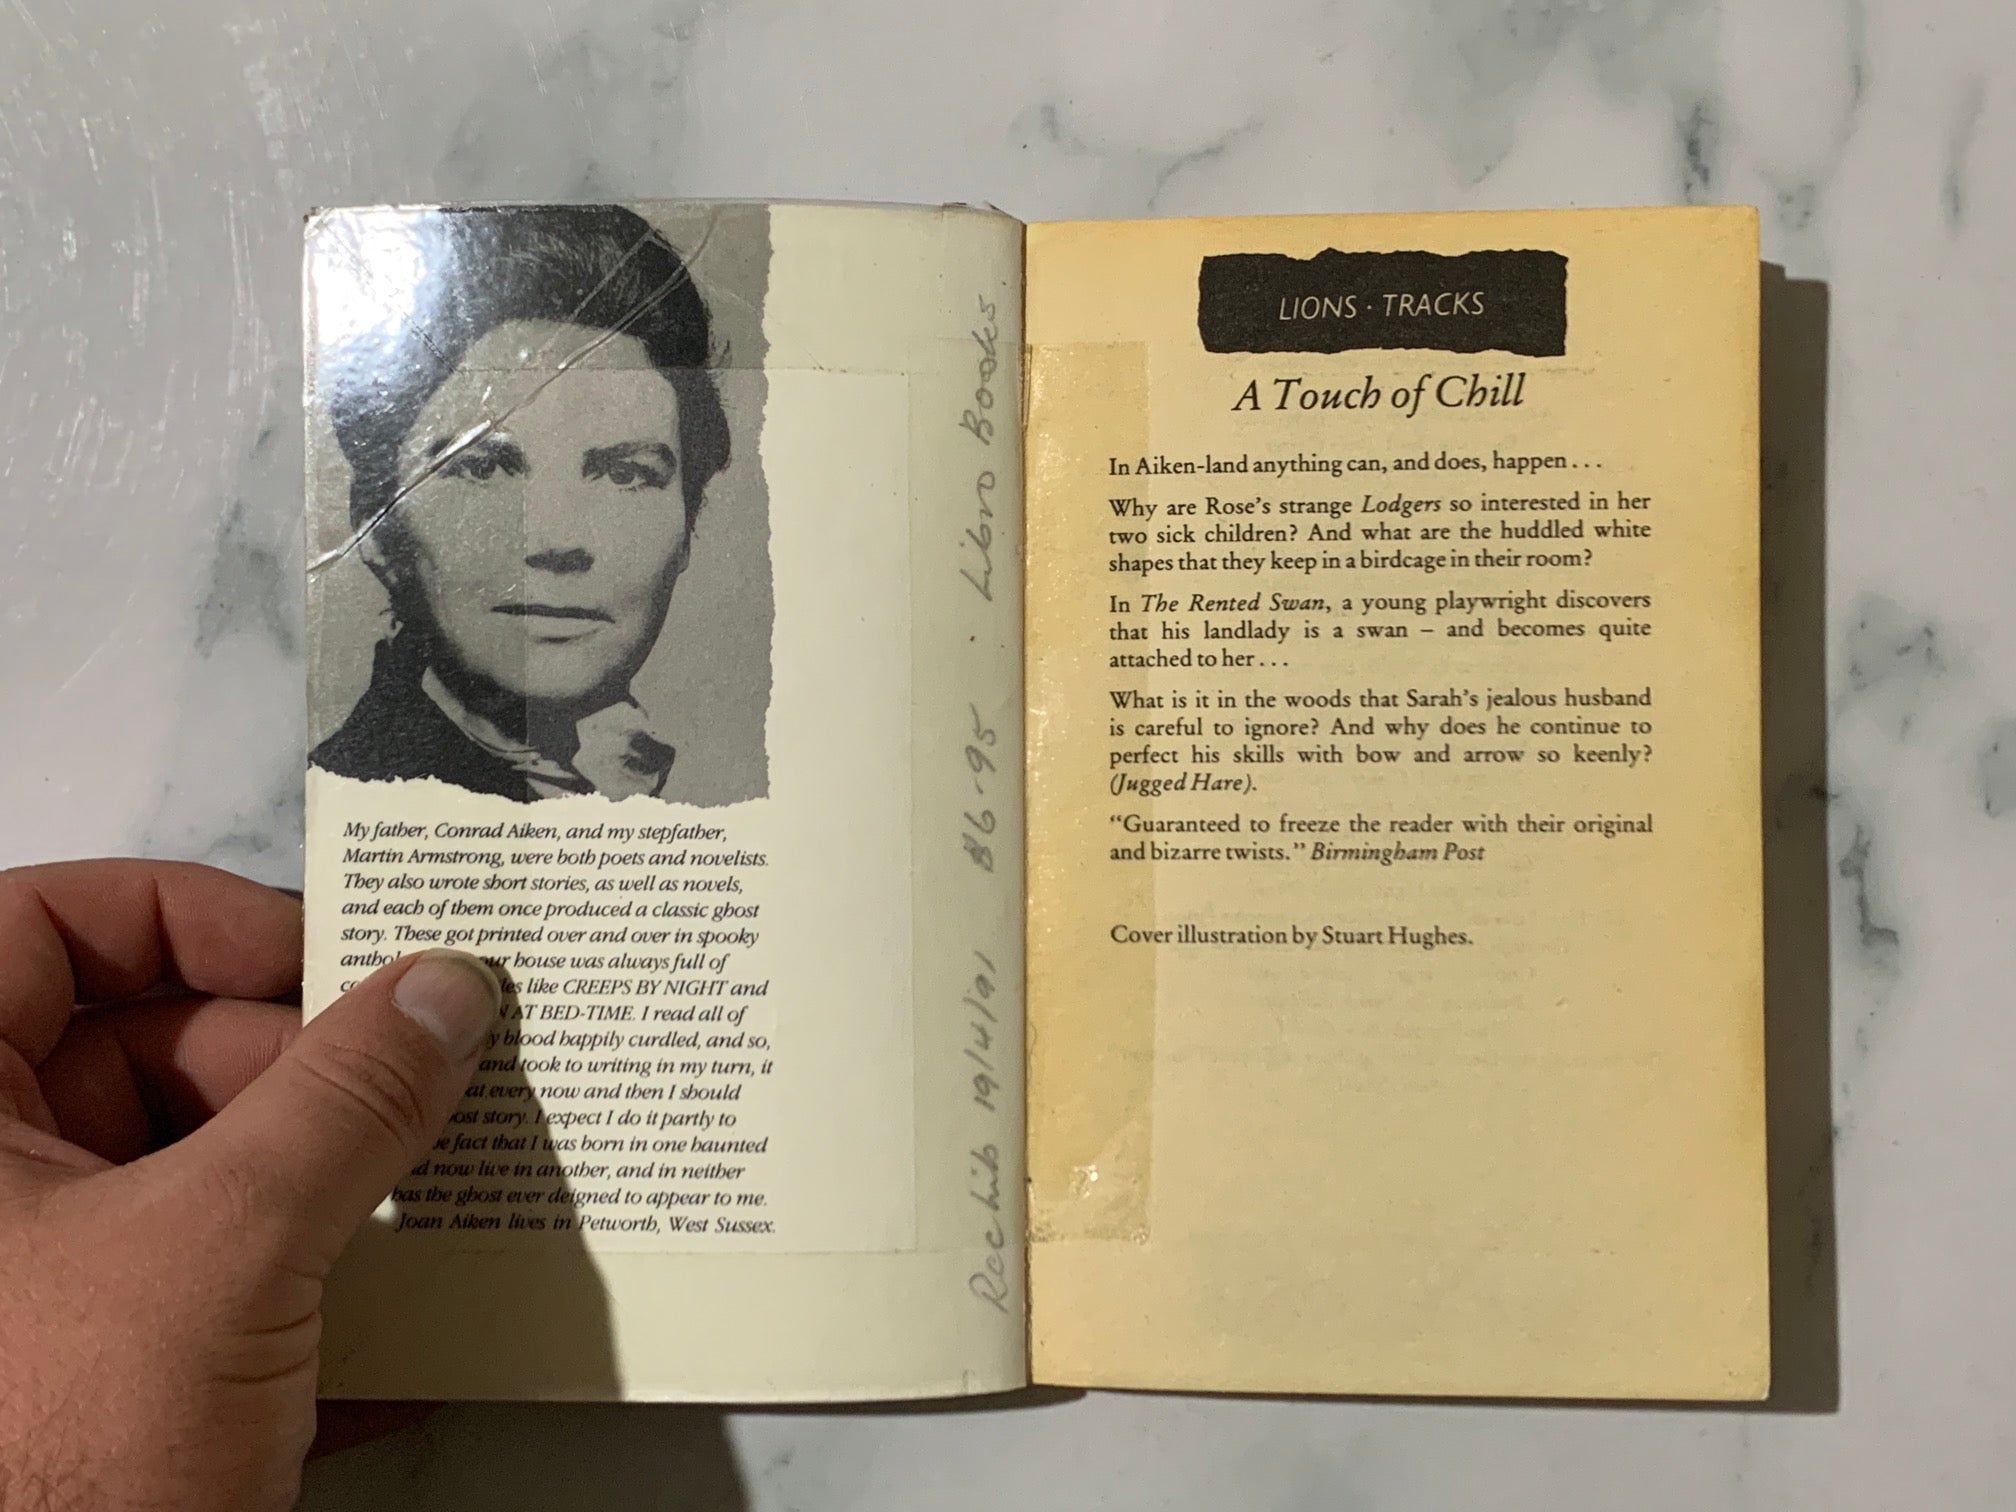 My father, Conrad Aiken, and my stepfather,
Martin Armstrong, were both poets and novelists.
They also wrote short stories, as well as novels,
and each of them once produced a classic ghost
story. These got printed over and over in spooky
our house was always full of
like CREEPS BY NIGHT and
AT BED-TIME. I read all of
blood happily curdled, and so,
and took to writing in my turn, it
every now and then I should
story. I expect I do it partly to
fact that I was born in one haunted
now live in another, and in neither
has the ghost ever deigned to appear to me.
Joan Aiken lives in Petworth, West Sussex.
19/4/91 $6-95 · Libro Books
LIONS · TRACKS
A Touch of Chill
In Aiken-land anything can, and does, happen . . .
Why are Rose's strange Lodgers so interested in her
two sick children? And what are the huddled white
shapes that they keep in a birdcage in their room?
In The Rented Swan, a young playwright discovers
that his landlady is a swan – and becomes quite
attached to her . . .
What is it in the woods that Sarah's jealous husband
is careful to ignore? And why does he continue to
perfect his skills with bow and arrow so keenly?
(Jugged Hare).
"Guaranteed to freeze the reader with their original
and bizarre twists." Birmingham Post
Cover illustration by Stuart Hughes.